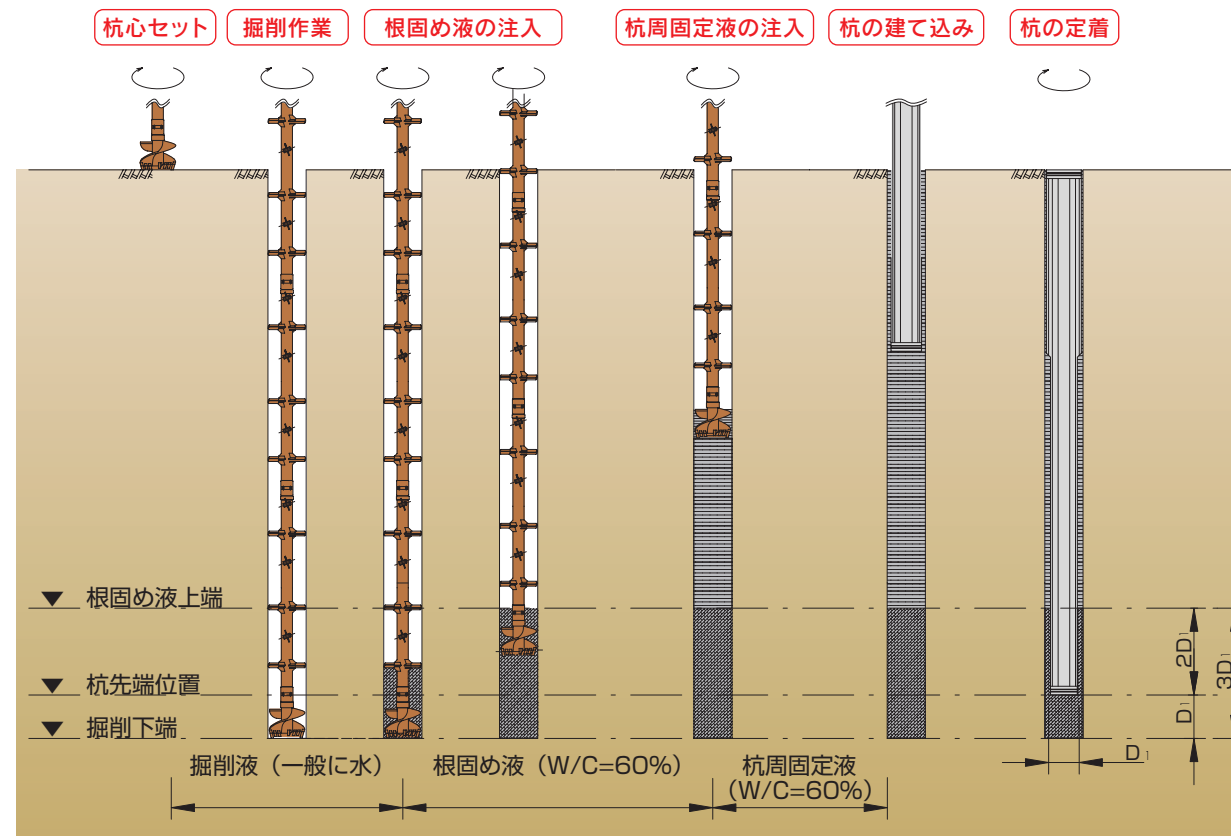 杭心セット
掘削作業
根固め液の注入
杭周固定液の注入
杭の建て込み
杭の定着
根固め液上端
杭先端位置
掘削下端
2D1
3D1
D1
D1
掘削液（一般に水）
根固め液（W/C=60%）
杭周固定液
（W/C=60%）